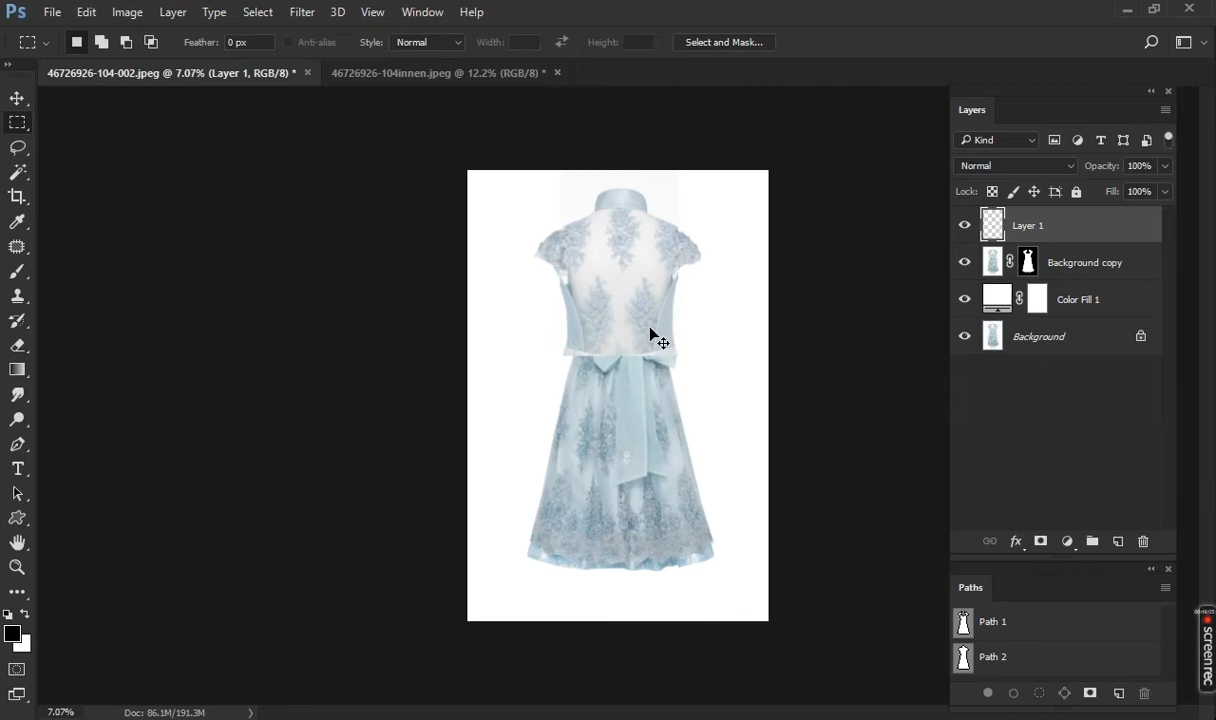 Ps File Edit Image Layer Type Select Filter 3D View Window Help
Feather: 0 px Anti-alias Style: Normal Width: Height: Select and Mask...
46726926-104-002.jpeg @ 7.07% (Layer 1, RGB/8) * × 46726926-104innen.jpeg @ 12.2% (RGB/8) * ×
Layers
Kind
Normal Opacity: 100%
Lock: Fill: 100%
Layer 1
Background copy
Color Fill 1
Background
fx
Paths
Path 1
Path 2
screen rec
7.07% Doc: 86.1M/191.3M